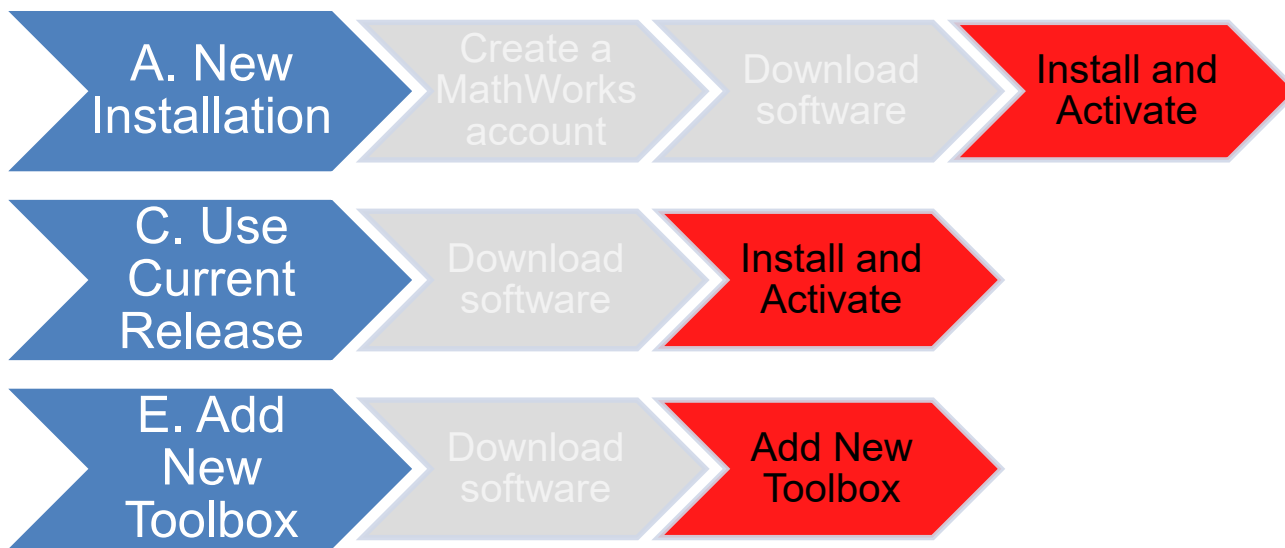 A. New
Installation
Create a
MathWorks
account
Download
software
Install and
Activate
C. Use
Current
Release
Download
software
Install and
Activate
E. Add
New
Toolbox
Download
software
Add New
Toolbox